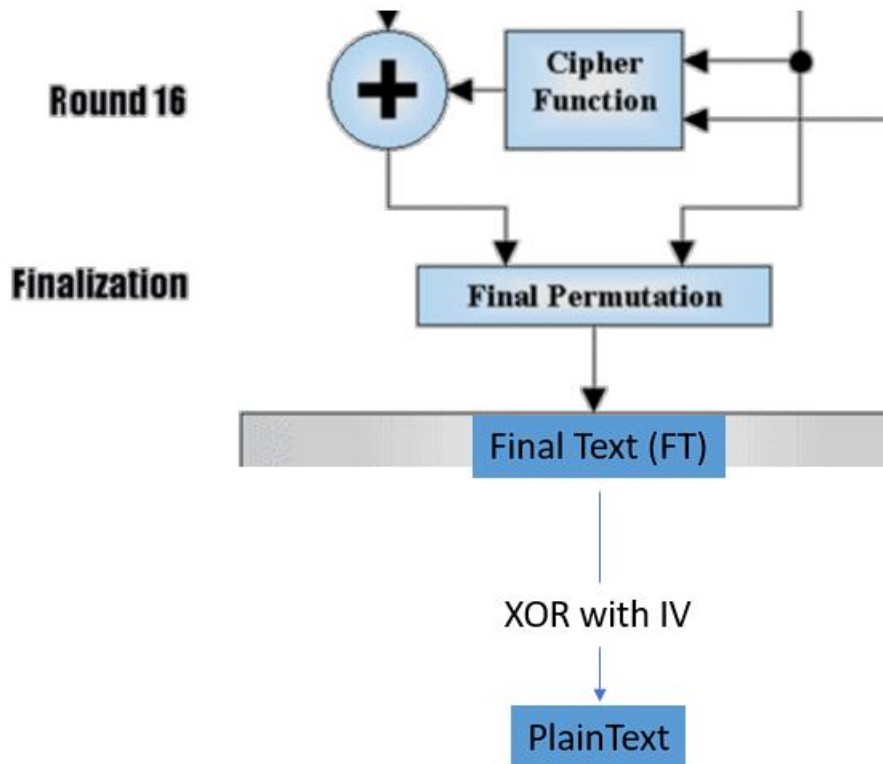 Round 16
Cipher
Function
Finalization
Final Permutation
Final Text (FT)
XOR with IV
PlainText